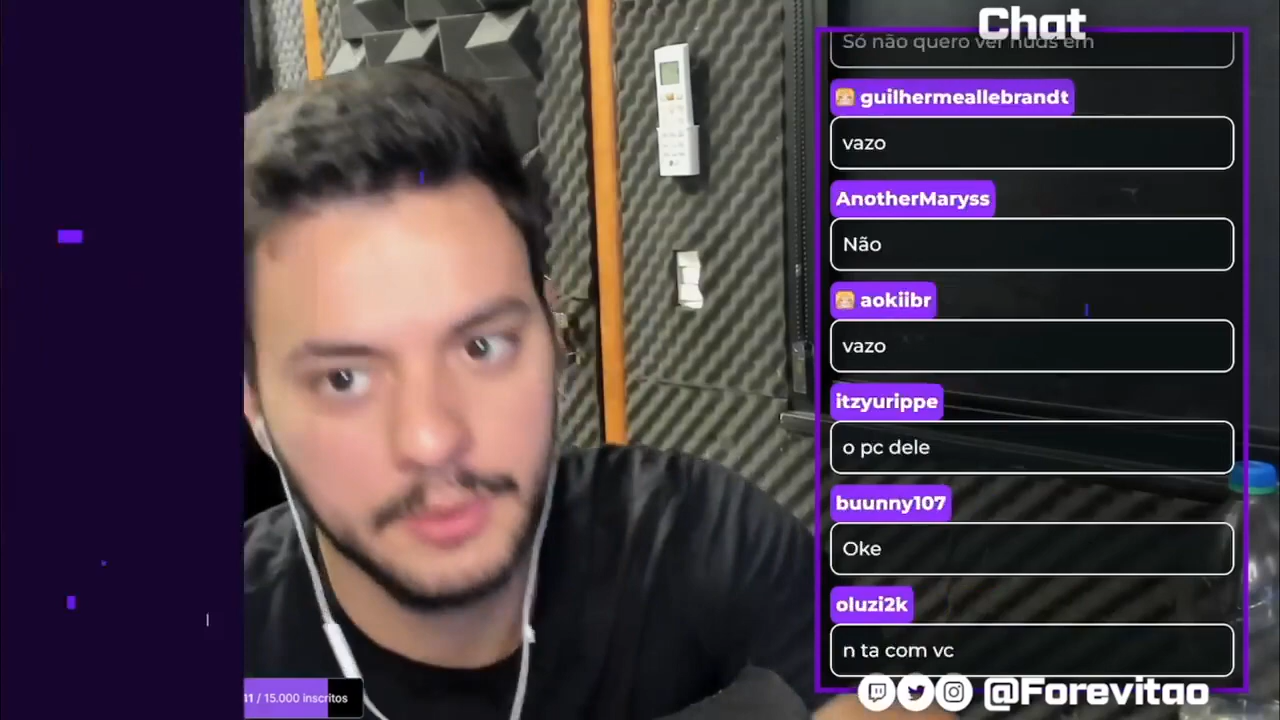 Chat
Só não quero ver nuds em
guilhermeallebrandt
vazo
AnotherMaryss
Não
aokiibr
vazo
itzyurippe
o pc dele
buunny107
Oke
oluzi2k
n ta com vc
11 / 15.000 inscritos
@Forevitao